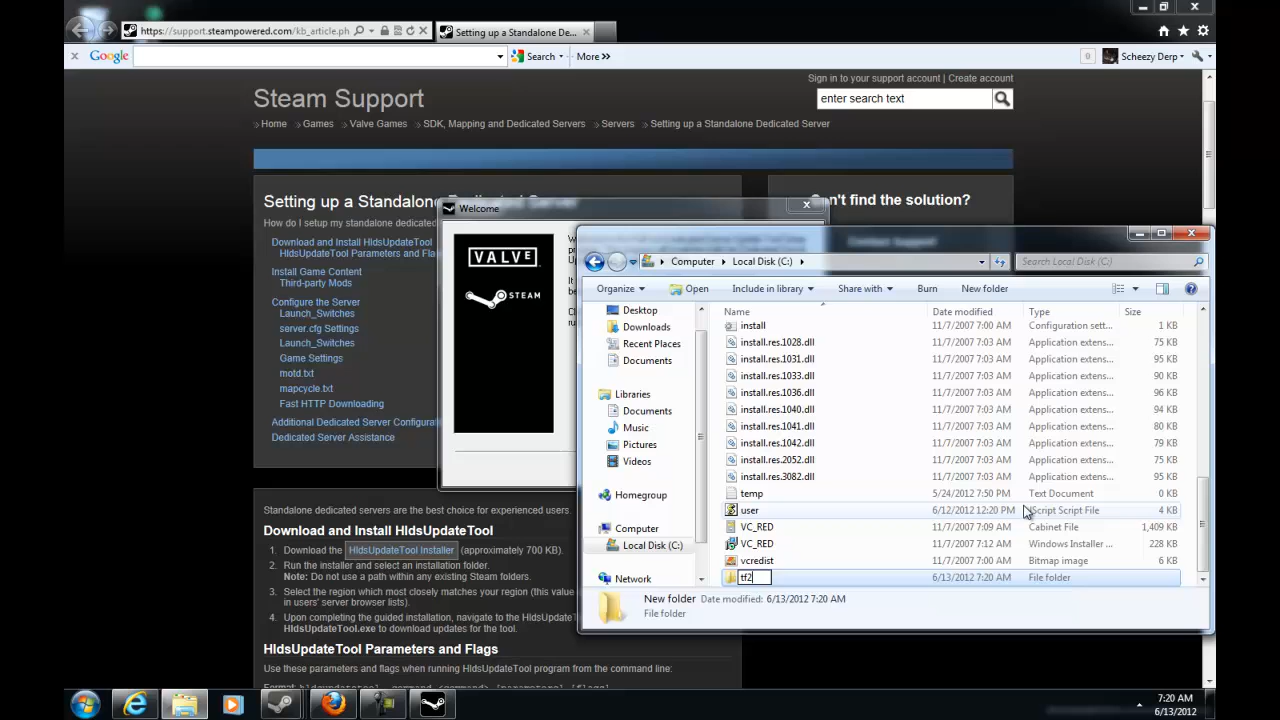 https://support.steampowered.com/kb_article.ph
Setting up a Standalone De...
Google
Search
More »
0
Scheezy Derp
Sign in to your support account | Create account
Steam Support
enter search text
Home
Games
Valve Games
SDK, Mapping and Dedicated Servers
Servers
Setting up a Standalone Dedicated Server
Setting up a Standalone Dedicated Server
Can't find the solution?
How do I setup my standalone dedicated
Download and Install HldsUpdateTool
HldsUpdateTool Parameters and Fla
Install Game Content
Third-party Mods
Configure the Server
Launch_Switches
server.cfg Settings
Launch_Switches
Game Settings
motd.txt
mapcycle.txt
Fast HTTP Downloading
Additional Dedicated Server Configura
Dedicated Server Assistance
Standalone dedicated servers are best for experienced users.
Download and Install HldsUpdateTool
1. Download the HldsUpdateTool Installer (approximately 700 KB).
2. Run the installer and select an installation folder.
Note: Do not use a path within any existing Steam folders.
3. Select the region which most closely matches your region (this value
in users' server browser lists).
4. Upon completing the guided installation, navigate to the HldsUpdateT
HldsUpdateTool.exe to download updates for the tool.
HldsUpdateTool Parameters and Flags
Use these parameters and flags when running HldsUpdateTool program from the command line:
Welcome
VALVE
STEAM
Computer
Local Disk (C:)
Search Local Disk (C:)
Organize
Open
Include in library
Share with
Burn
New folder
Desktop
Downloads
Recent Places
Documents
Libraries
Documents
Music
Pictures
Videos
Homegroup
Computer
Local Disk (C:)
Network
Name Date modified Type Size
install 11/7/2007 7:00 AM Configuration sett... 1 KB
install.res.1028.dll 11/7/2007 7:03 AM Application extens... 75 KB
install.res.1031.dll 11/7/2007 7:03 AM Application extens... 95 KB
install.res.1033.dll 11/7/2007 7:03 AM Application extens... 90 KB
install.res.1036.dll 11/7/2007 7:03 AM Application extens... 96 KB
install.res.1040.dll 11/7/2007 7:03 AM Application extens... 94 KB
install.res.1041.dll 11/7/2007 7:03 AM Application extens... 80 KB
install.res.1042.dll 11/7/2007 7:03 AM Application extens... 79 KB
install.res.2052.dll 11/7/2007 7:03 AM Application extens... 75 KB
install.res.3082.dll 11/7/2007 7:03 AM Application extens... 95 KB
temp 5/24/2012 7:50 PM Text Document 0 KB
user 6/12/2012 12:20 PM JScript Script File 4 KB
VC_RED 11/7/2007 7:09 AM Cabinet File 1,409 KB
VC_RED 11/7/2007 7:12 AM Windows Installer ... 228 KB
vcredist 11/7/2007 7:00 AM Bitmap image 6 KB
tf2 6/13/2012 7:20 AM File folder
New folder Date modified: 6/13/2012 7:20 AM
File folder
7:20 AM
6/13/2012